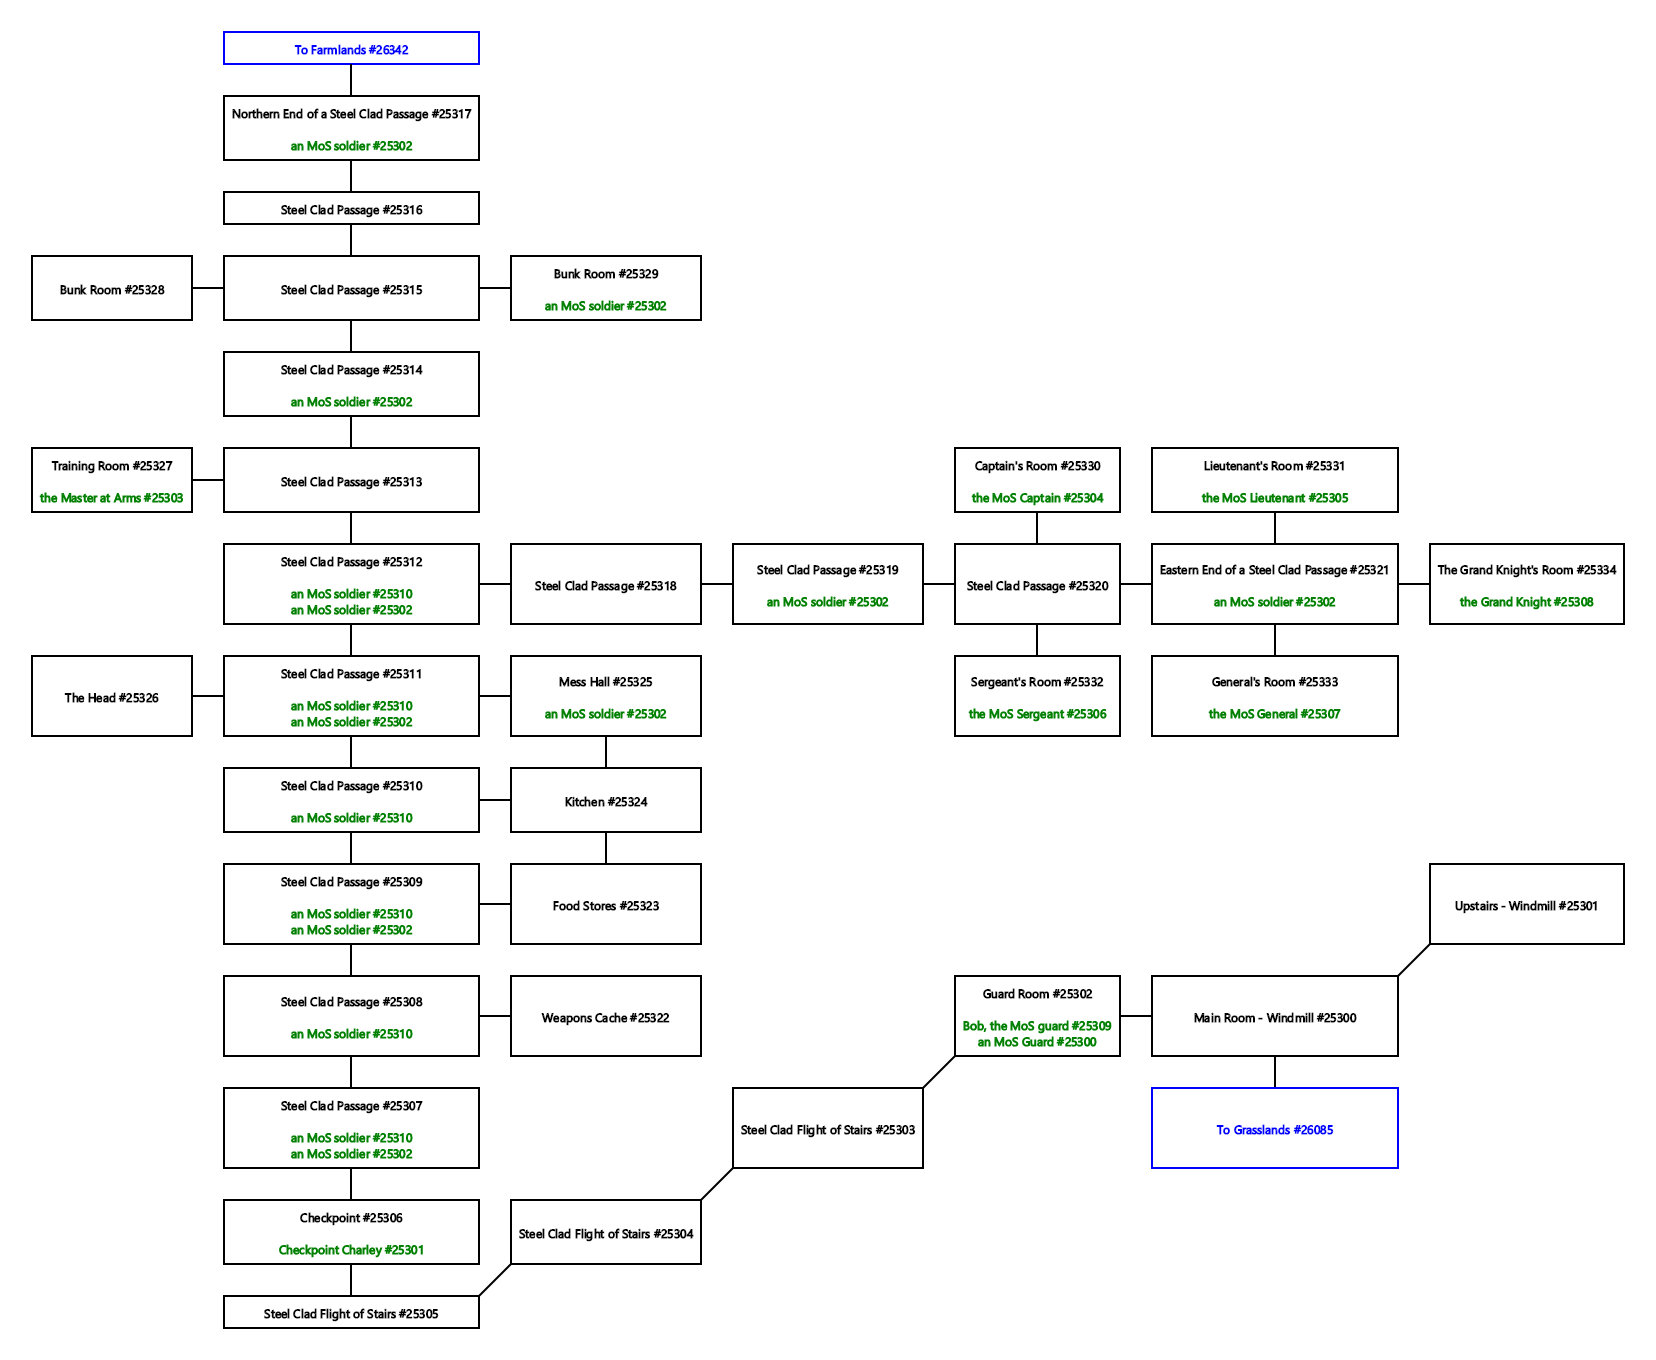 To Farmlands #26342
Northern End of a Steel Clad Passage #25317
an MoS soldier #25302
Steel Clad Passage #25316
Bunk Room #25328
Steel Clad Passage #25315
Bunk Room #25329
an MoS soldier #25302
Steel Clad Passage #25314
an MoS soldier #25302
Training Room #25327
the Master at Arms #25303
Steel Clad Passage #25313
Captain's Room #25330
the MoS Captain #25304
Lieutenant's Room #25331
the MoS Lieutenant #25305
Steel Clad Passage #25312
an MoS soldier #25310
an MoS soldier #25302
Steel Clad Passage #25318
Steel Clad Passage #25319
an MoS soldier #25302
Steel Clad Passage #25320
Eastern End of a Steel Clad Passage #25321
an MoS soldier #25302
The Grand Knight's Room #25334
the Grand Knight #25308
The Head #25326
Steel Clad Passage #25311
an MoS soldier #25310
an MoS soldier #25302
Mess Hall #25325
an MoS soldier #25302
Sergeant's Room #25332
the MoS Sergeant #25306
General's Room #25333
the MoS General #25307
Steel Clad Passage #25310
an MoS soldier #25310
Kitchen #25324
Steel Clad Passage #25309
an MoS soldier #25310
an MoS soldier #25302
Food Stores #25323
Upstairs - Windmill #25301
Steel Clad Passage #25308
an MoS soldier #25310
Weapons Cache #25322
Guard Room #25302
Bob, the MoS guard #25309
an MoS Guard #25300
Main Room - Windmill #25300
Steel Clad Passage #25307
an MoS soldier #25310
an MoS soldier #25302
Steel Clad Flight of Stairs #25303
To Grasslands #26085
Checkpoint #25306
Checkpoint Charley #25301
Steel Clad Flight of Stairs #25304
Steel Clad Flight of Stairs #25305